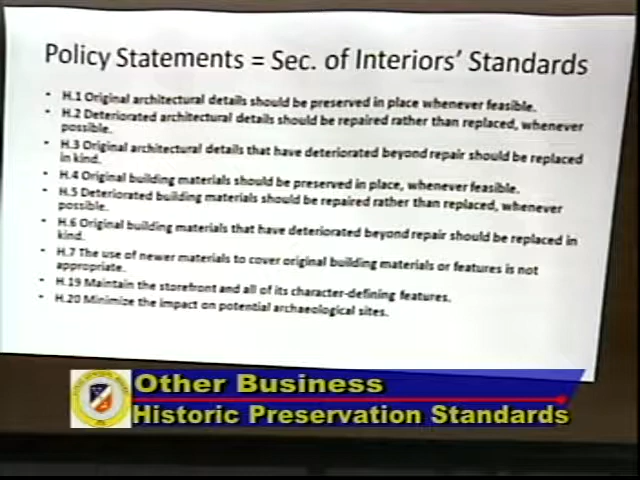 Policy Statements = Sec. of Interiors' Standards
• H.1 Original architectural details should be preserved in place whenever feasible.
• H.2 Deteriorated architectural details should be repaired rather than replaced, whenever
possible.
• H.3 Original architectural details that have deteriorated beyond repair should be replaced
in kind.
• H.4 Original building materials should be preserved in place, whenever feasible.
• H.5 Deteriorated building materials should be repaired rather than replaced, whenever
possible.
• H.6 Original building materials that have deteriorated beyond repair should be replaced in
kind.
• H.7 The use of newer materials to cover original building materials or features is not
appropriate.
• H.19 Maintain the storefront and all of its character-defining features.
• H.20 Minimize the impact on potential archaeological sites.
Other Business
Historic Preservation Standards